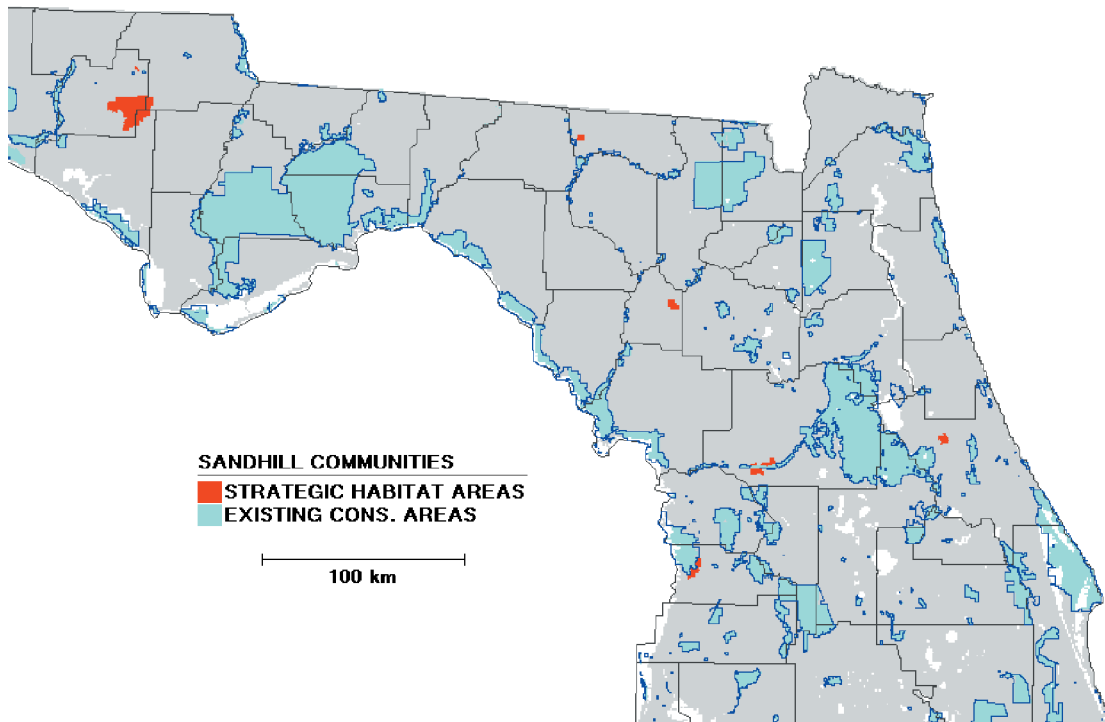 SANDHILL COMMUNITIES
STRATEGIC HABITAT AREAS
EXISTING CONS. AREAS
100 km